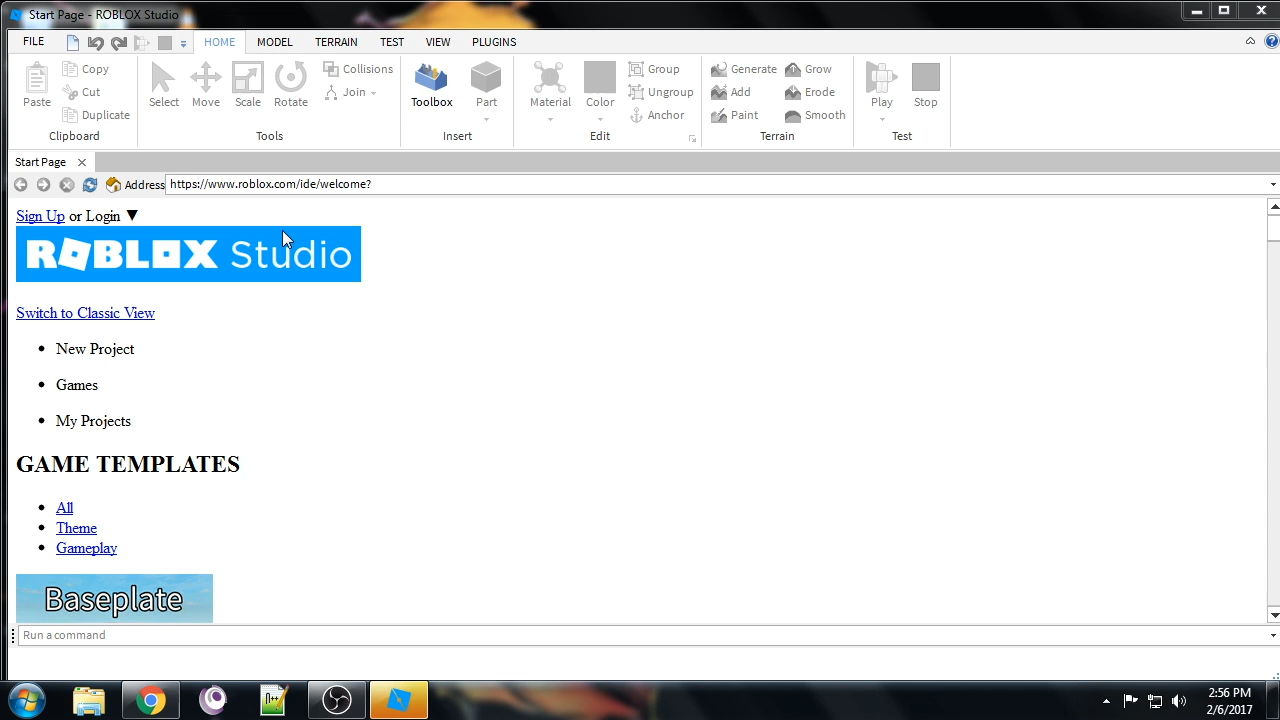 Start Page - ROBLOX Studio
FILE HOME MODEL TERRAIN TEST VIEW PLUGINS
Paste Copy Cut Duplicate
Clipboard
Select Move Scale Rotate Collisions Join
Tools
Toolbox Part
Insert
Material Color Group Ungroup Anchor
Edit
Generate Grow
Add Erode
Paint Smooth
Terrain
Play Stop
Test
Start Page
Address https://www.roblox.com/ide/welcome?
Sign Up or Login ▼
ROBLOX Studio
Switch to Classic View
• New Project
• Games
• My Projects
GAME TEMPLATES
• All
• Theme
• Gameplay
Baseplate
Run a command
n++
2:56 PM
2/6/2017